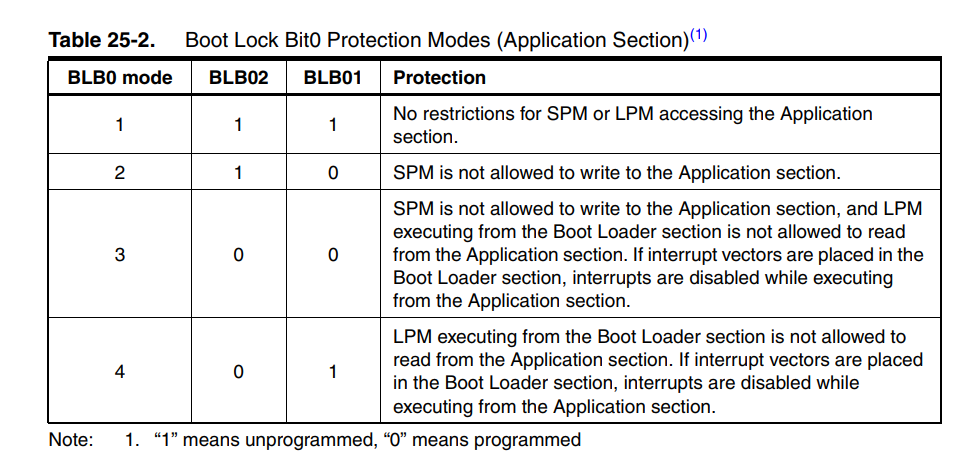 Table 25-2. Boot Lock Bit0 Protection Modes (Application Section)(1)
BLB0 mode BLB02 BLB01 Protection
1 1 1 No restrictions for SPM or LPM accessing the Application
section.
2 1 0 SPM is not allowed to write to the Application section.
SPM is not allowed to write to the Application section, and LPM
executing from the Boot Loader section is not allowed to read
3 0 0 from the Application section. If interrupt vectors are placed in the
Boot Loader section, interrupts are disabled while executing
from the Application section.
LPM executing from the Boot Loader section is not allowed to
read from the Application section. If interrupt vectors are placed
4 0 1 in the Boot Loader section, interrupts are disabled while
executing from the Application section.
Note: 1. “1” means unprogrammed, “0” means programmed